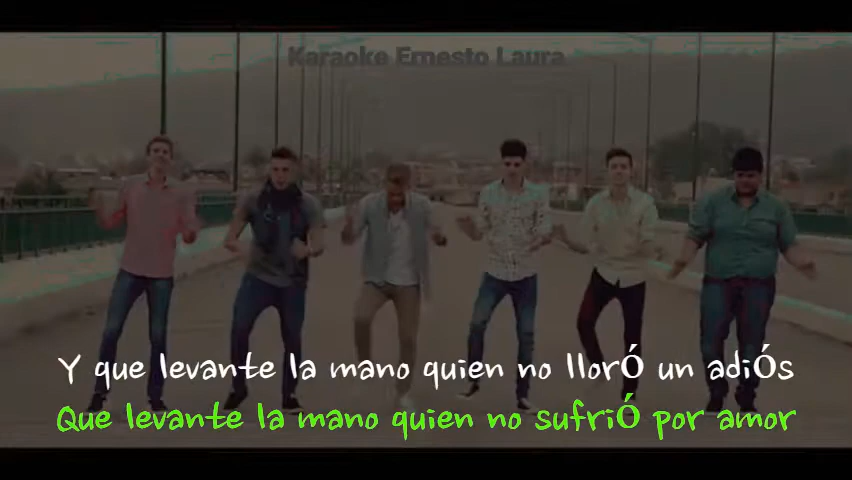 Karaoke Ernesto Laura
Y que levante la mano quien no lloró un adiós
Que levante la mano quien no sufrió por amor